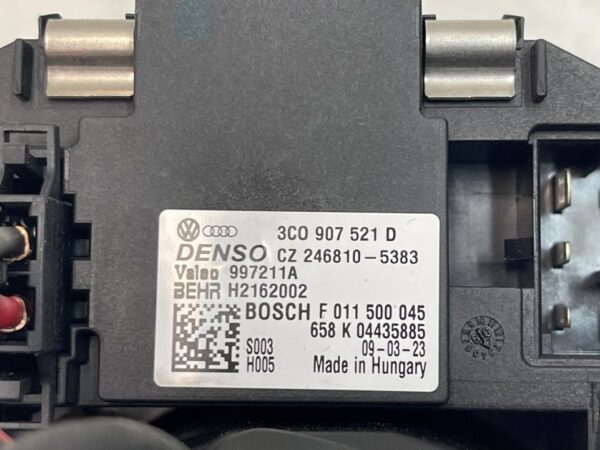 3C0 907 521 D
DENSO CZ 246810-5383
Valeo 997211A
BEHR H2162002
BOSCH F 011 500 045
658 K 04435885
S003 09-03-23
H005 Made in Hungary